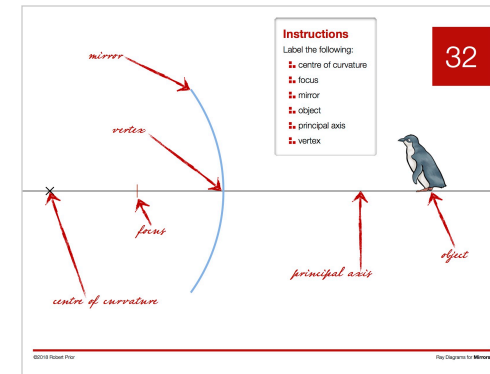 Instructions
Label the following:
centre of curvature
focus
mirror
object
principal axis
vertex
32
mirror
vertex
focus
centre of curvature
principal axis
object
©2018 Robert Prior
Ray Diagrams for Mirrors